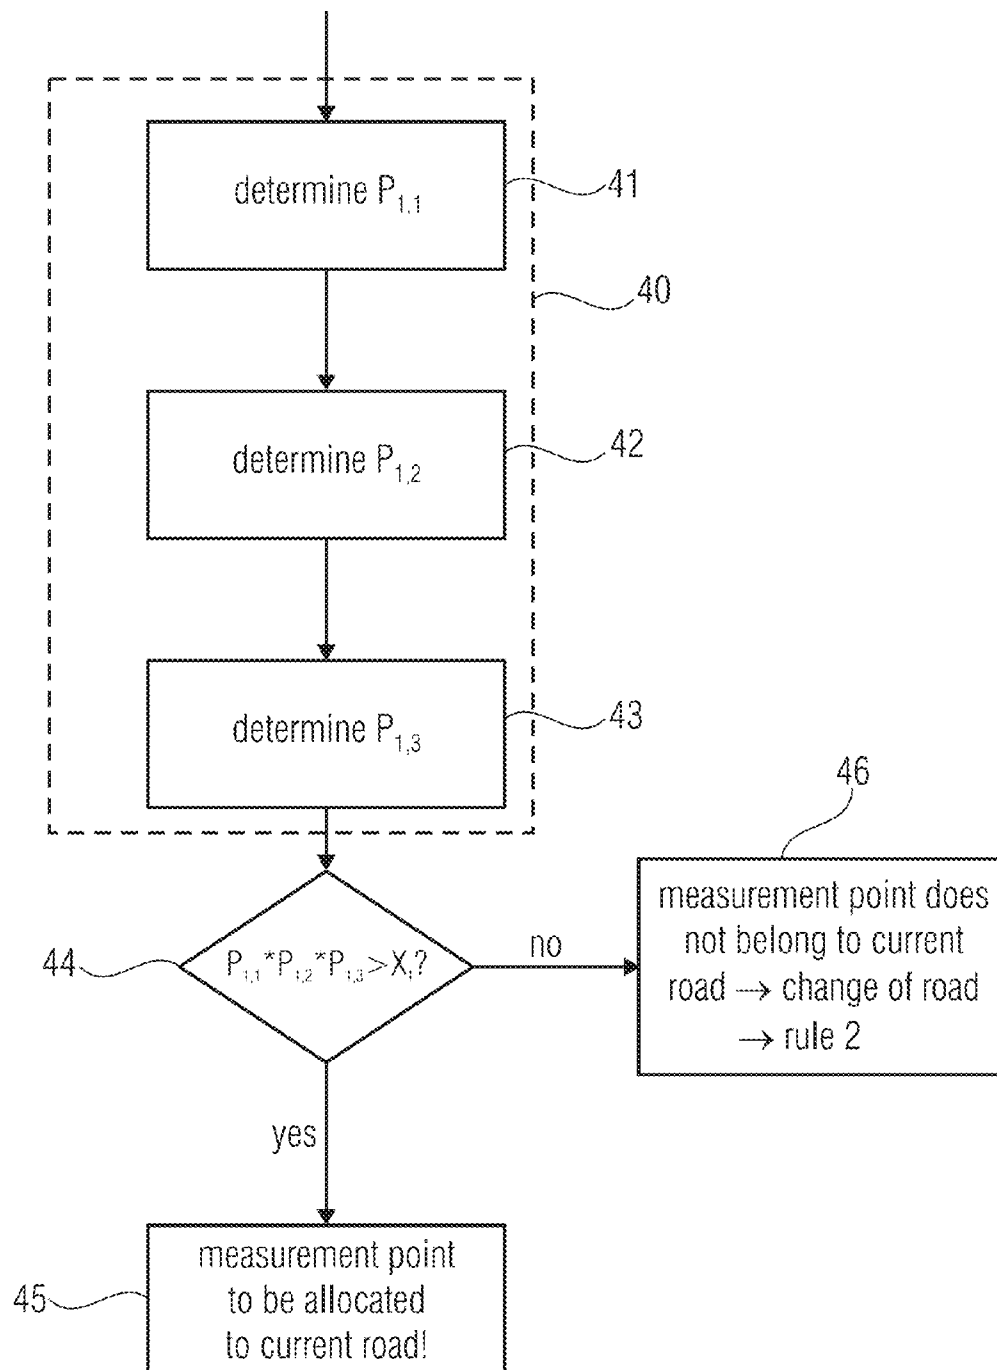 determine P₁,₁
41
40
determine P₁,₂
42
determine P₁,₃
43
46
measurement point does
not belong to current
road → change of road
→ rule 2
44
P₁,₁*P₁,₂*P₁,₃>X₁?
no
yes
45
measurement point
to be allocated
to current road!